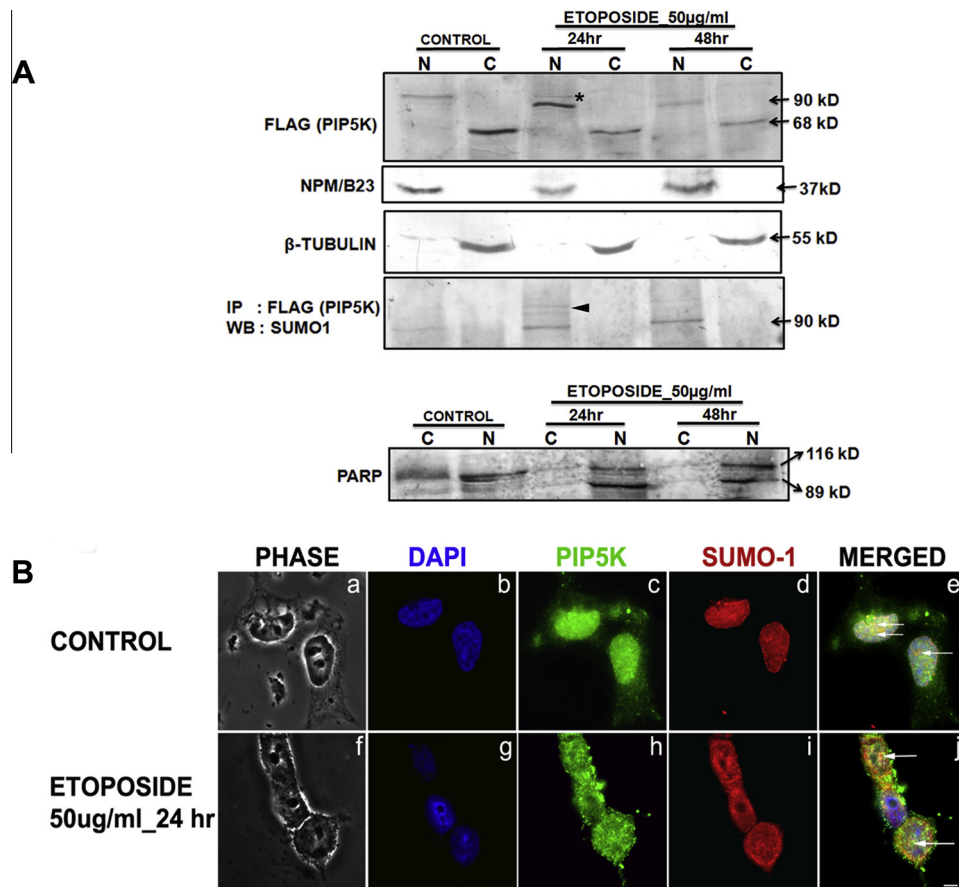 A
ETOPOSIDE_50µg/ml
CONTROL 24hr 48hr
N C N C N C
FLAG (PIP5K) * 90 kD
68 kD
NPM/B23 37kD
β-TUBULIN 55 kD
IP : FLAG (PIP5K)
WB : SUMO1 90 kD
ETOPOSIDE_50µg/ml
CONTROL 24hr 48hr
C N C N C N
PARP 116 kD
89 kD
B
PHASE DAPI PIP5K SUMO-1 MERGED
CONTROL a b c d e
ETOPOSIDE f g h i j
50ug/ml_24 hr